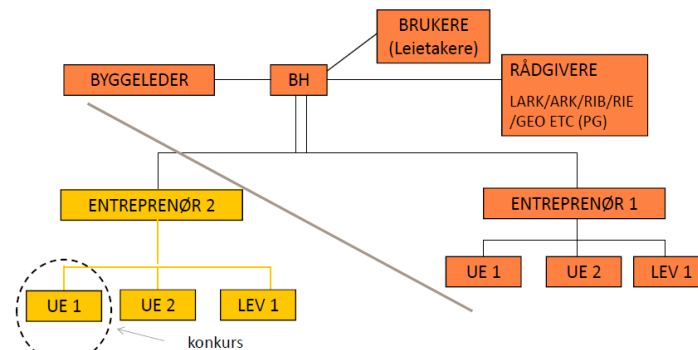 BRUKERE
(Leietakere)
BYGGELEDER
BH
RÅDGIVERE
LARK/ARK/RIB/RIE
/GEO ETC (PG)
ENTREPRENØR 2
ENTREPRENØR 1
UE 1
UE 2
LEV 1
UE 1
UE 2
LEV 1
konkurs